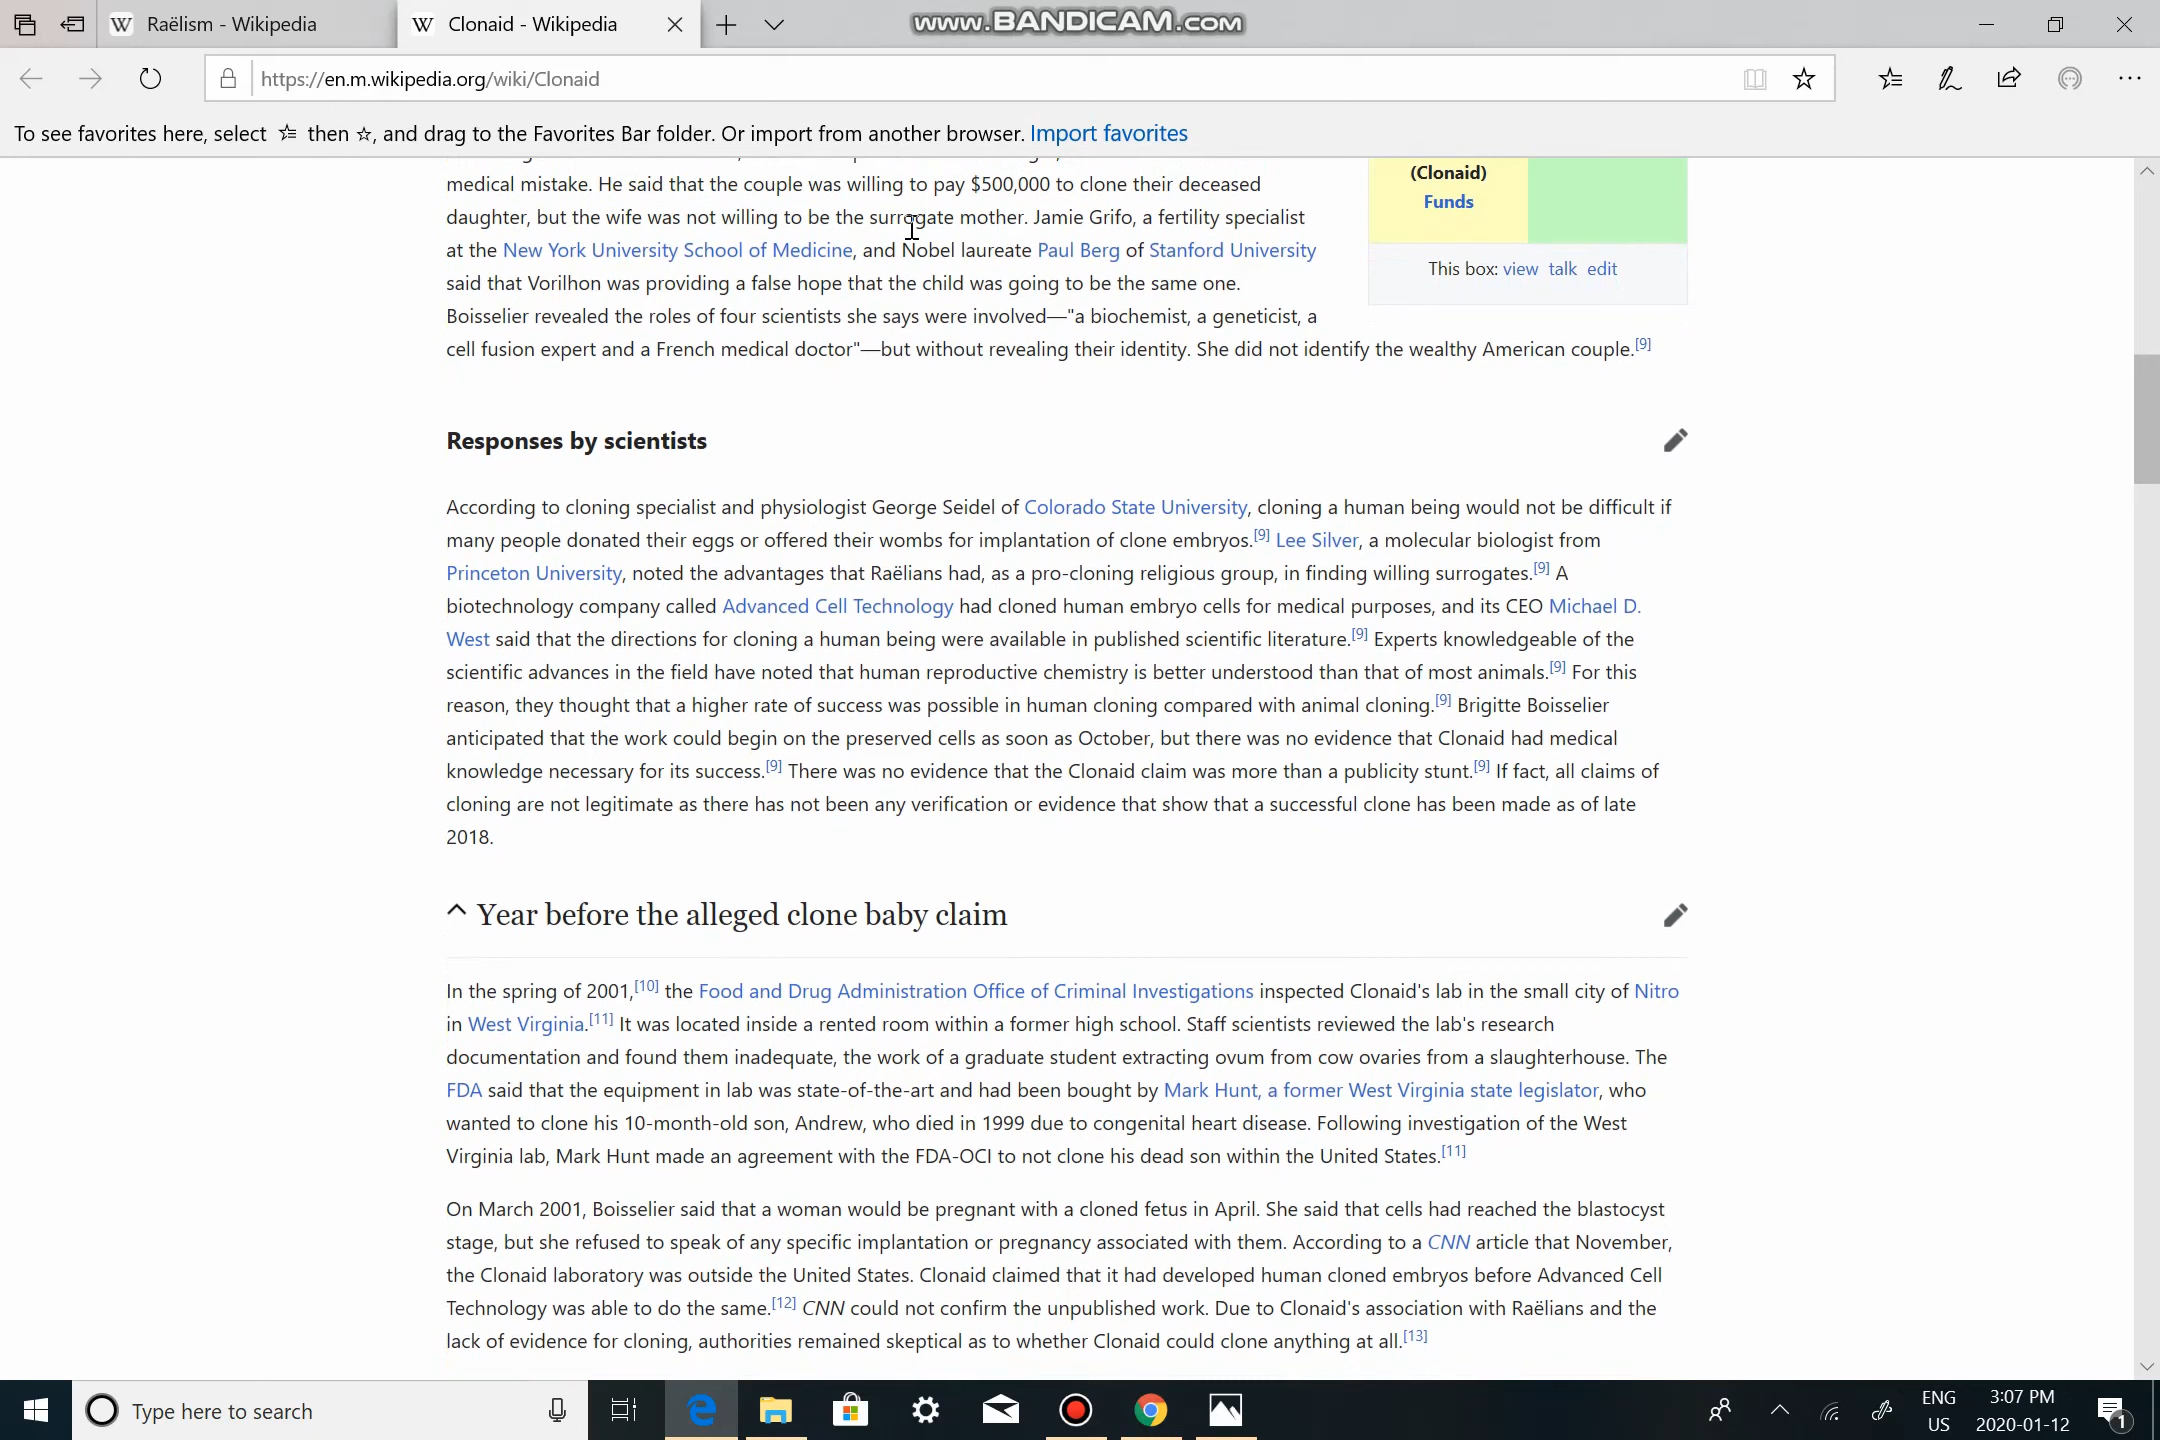 Raëlism - Wikipedia
Clonaid - Wikipedia
www.BANDICAM.com
https://en.m.wikipedia.org/wiki/Clonaid
To see favorites here, select then , and drag to the Favorites Bar folder. Or import from another browser. Import favorites
medical mistake. He said that the couple was willing to pay $500,000 to clone their deceased
daughter, but the wife was not willing to be the surrogate mother. Jamie Grifo, a fertility specialist
at the New York University School of Medicine, and Nobel laureate Paul Berg of Stanford University
said that Vorilhon was providing a false hope that the child was going to be the same one.
Boisselier revealed the roles of four scientists she says were involved—"a biochemist, a geneticist, a
cell fusion expert and a French medical doctor"—but without revealing their identity. She did not identify the wealthy American couple.[9]
(Clonaid)
Funds
This box: view talk edit
Responses by scientists
According to cloning specialist and physiologist George Seidel of Colorado State University, cloning a human being would not be difficult if
many people donated their eggs or offered their wombs for implantation of clone embryos.[9] Lee Silver, a molecular biologist from
Princeton University, noted the advantages that Raëlians had, as a pro-cloning religious group, in finding willing surrogates.[9] A
biotechnology company called Advanced Cell Technology had cloned human embryo cells for medical purposes, and its CEO Michael D.
West said that the directions for cloning a human being were available in published scientific literature.[9] Experts knowledgeable of the
scientific advances in the field have noted that human reproductive chemistry is better understood than that of most animals.[9] For this
reason, they thought that a higher rate of success was possible in human cloning compared with animal cloning.[9] Brigitte Boisselier
anticipated that the work could begin on the preserved cells as soon as October, but there was no evidence that Clonaid had medical
knowledge necessary for its success.[9] There was no evidence that the Clonaid claim was more than a publicity stunt.[9] If fact, all claims of
cloning are not legitimate as there has not been any verification or evidence that show that a successful clone has been made as of late
2018.
Year before the alleged clone baby claim
In the spring of 2001,[10] the Food and Drug Administration Office of Criminal Investigations inspected Clonaid's lab in the small city of Nitro
in West Virginia.[11] It was located inside a rented room within a former high school. Staff scientists reviewed the lab's research
documentation and found them inadequate, the work of a graduate student extracting ovum from cow ovaries from a slaughterhouse. The
FDA said that the equipment in lab was state-of-the-art and had been bought by Mark Hunt, a former West Virginia state legislator, who
wanted to clone his 10-month-old son, Andrew, who died in 1999 due to congenital heart disease. Following investigation of the West
Virginia lab, Mark Hunt made an agreement with the FDA-OCI to not clone his dead son within the United States.[11]
On March 2001, Boisselier said that a woman would be pregnant with a cloned fetus in April. She said that cells had reached the blastocyst
stage, but she refused to speak of any specific implantation or pregnancy associated with them. According to a CNN article that November,
the Clonaid laboratory was outside the United States. Clonaid claimed that it had developed human cloned embryos before Advanced Cell
Technology was able to do the same.[12] CNN could not confirm the unpublished work. Due to Clonaid's association with Raëlians and the
lack of evidence for cloning, authorities remained skeptical as to whether Clonaid could clone anything at all.[13]
Type here to search
ENG
US
3:07 PM
2020-01-12
1